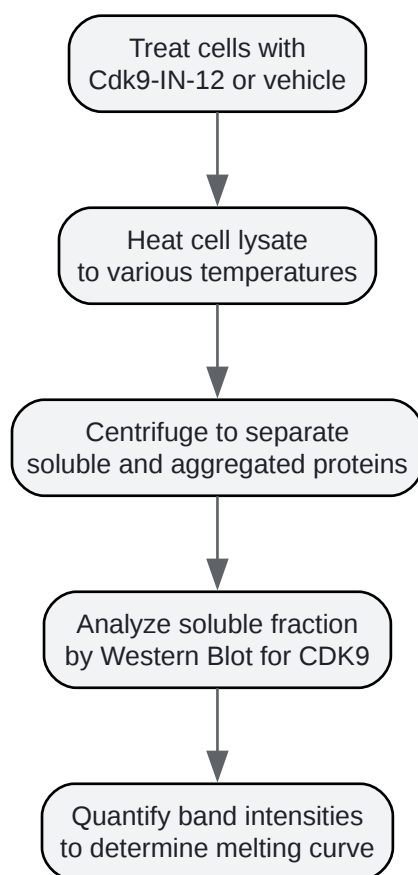 Treat cells with
Cdk9-IN-12 or vehicle
Heat cell lysate
to various temperatures
Centrifuge to separate
soluble and aggregated proteins
Analyze soluble fraction
by Western Blot for CDK9
Quantify band intensities
to determine melting curve